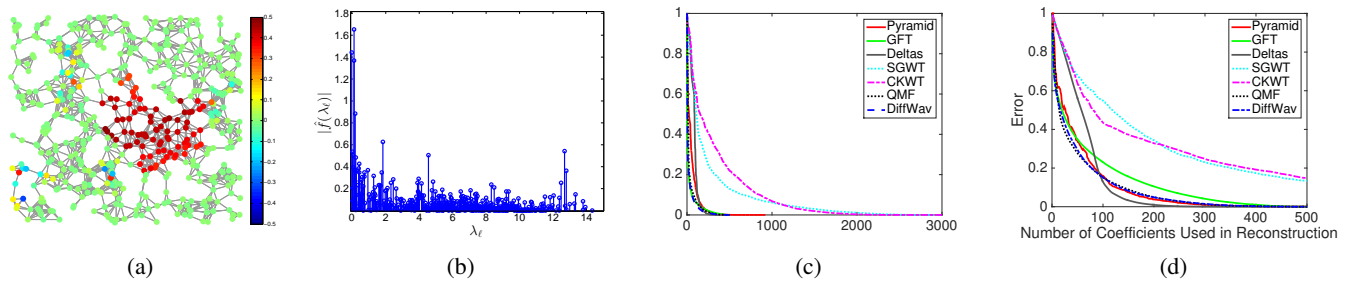 0.5
0.4
0.3
0.2
0.1
0
-0.1
-0.2
-0.3
-0.4
-0.5
(a)
1.8
1.6
1.4
1.2
1
0.8
0.6
0.4
0.2
0 2 4 6 8 10 12 14
|f̂(λℓ)|
λℓ
(b)
1
0.8
0.6
0.4
0.2
0
0 1000 2000 3000
Pyramid
GFT
Deltas
SGWT
CKWT
QMF
DiffWav
(c)
1
0.8
0.6
0.4
0.2
0
0 100 200 300 400 500
Error
Number of Coefficients Used in Reconstruction
Pyramid
GFT
Deltas
SGWT
CKWT
QMF
DiffWav
(d)